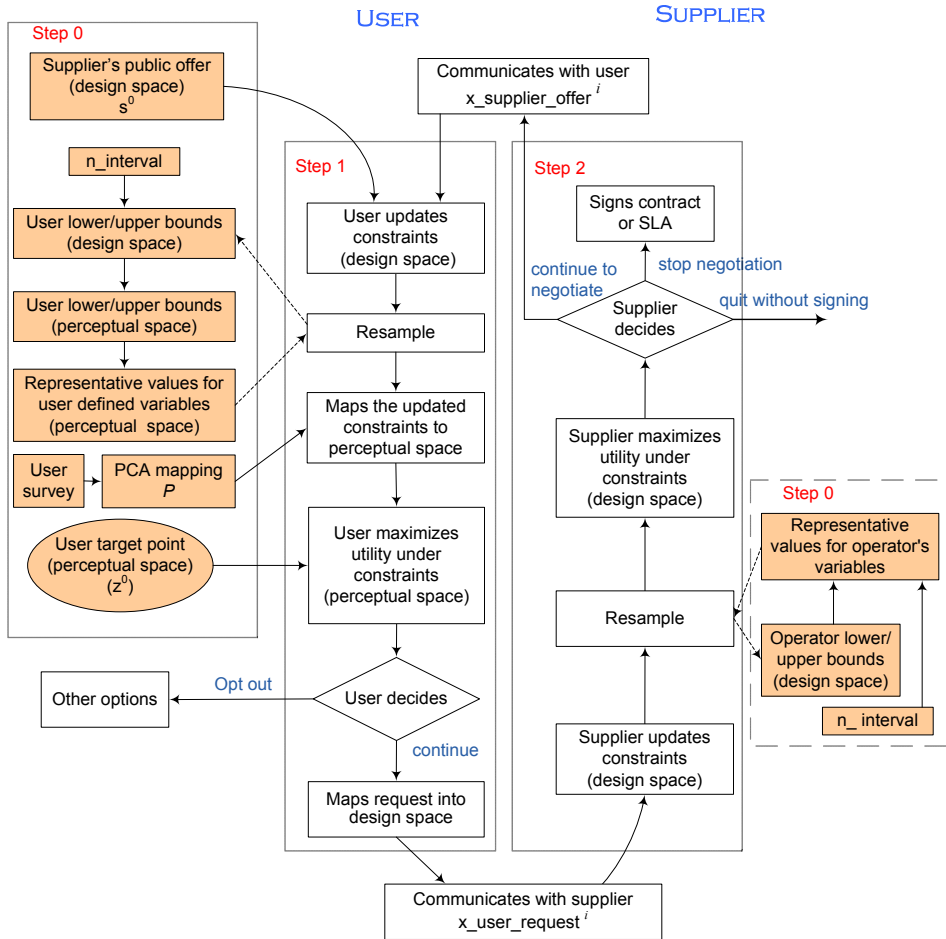 USER
SUPPLIER
Step 0
Supplier's public offer
(design space)
s⁰
n_interval
User lower/upper bounds
(design space)
User lower/upper bounds
(perceptual space)
Representative values for
user defined variables
(perceptual space)
User
survey
PCA mapping
P
User target point
(perceptual space)
(z⁰)
Other options
Opt out
Step 1
User updates
constraints
(design space)
Resample
Maps the updated
constraints to
perceptual space
User maximizes
utility under
constraints
(perceptual space)
User decides
continue
Maps request into
design space
Communicates with supplier
x_user_request ⁱ
Communicates with user
x_supplier_offer ⁱ
Step 2
Signs contract
or SLA
continue to
negotiate
stop negotiation
Supplier
decides
quit without signing
Supplier maximizes
utility under
constraints
(design space)
Resample
Supplier updates
constraints
(design space)
Step 0
Representative
values for operator's
variables
Operator lower/
upper bounds
(design space)
n_ interval